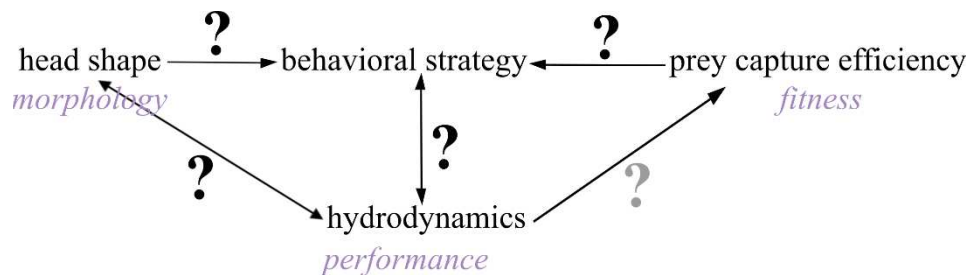 ? ?
head shape behavioral strategy prey capture efficiency
morphology fitness
? ? ?
hydrodynamics
performance